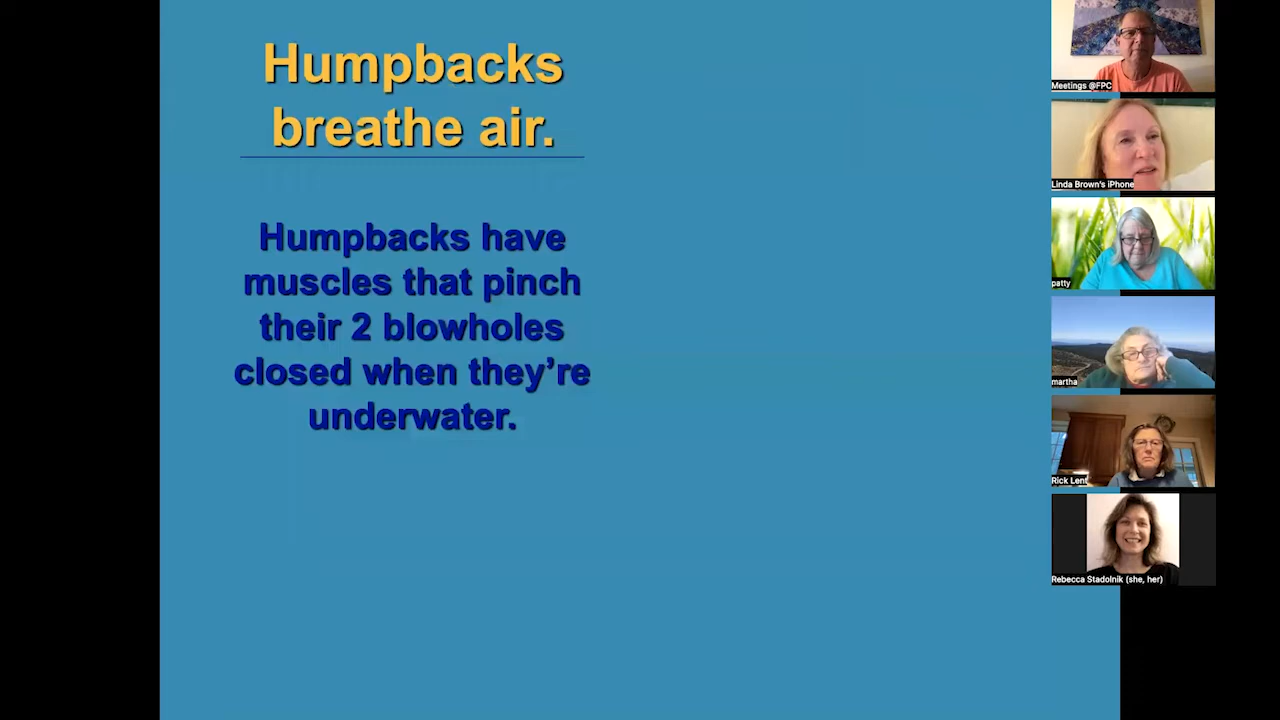 Humpbacks
breathe air.
Humpbacks have
muscles that pinch
their 2 blowholes
closed when they’re
underwater.
Meetings @FPC
Linda Brown’s iPhone
patty
martha
Rick Lent
Rebecca Stadolnik (she, her)